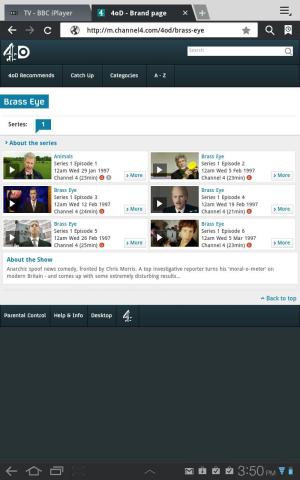 TV - BBC iPlayer
4oD - Brand page
http://m.channel4.com/4od/brass-eye
4oD
Search
4oD Recommends
Catch Up
Categories
A - Z
Brass Eye
Series:
1
About the series
Animals
Series 1 Episode 1
12am Wed 29 Jan 1997
Channel 4 (23min)
More
Brass Eye
Series 1 Episode 2
12am Wed 5 Feb 1997
Channel 4 (23min)
More
Brass Eye
Series 1 Episode 3
12am Wed 12 Feb 1997
Channel 4 (24min)
More
Brass Eye
Series 1 Episode 4
12am Wed 19 Feb 1997
Channel 4 (21min)
More
Brass Eye
Series 1 Episode 5
12am Wed 26 Feb 1997
Channel 4 (23min)
More
Brass Eye
Series 1 Episode 6
12am Wed 5 Mar 1997
Channel 4 (27min)
More
About the Show
Anarchic spoof news comedy, fronted by Chris Morris. A top investigative reporter turns his 'moral-o-meter' on
modern Britain - and comes up with some extremely disturbing results...
Back to top
Parental Control
Help & Info
Desktop
4
3:50 PM